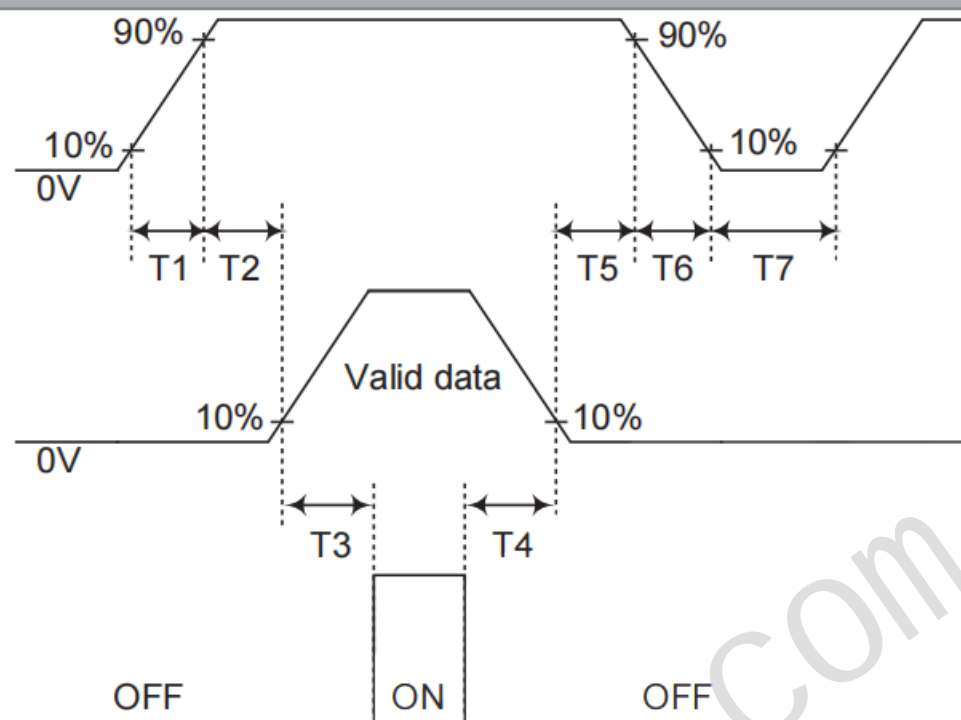 90% 90%
10% 10%
0V
T1 T2 T5 T6 T7
Valid data
10% 10%
0V
T3 T4
OFF ON OFF
com